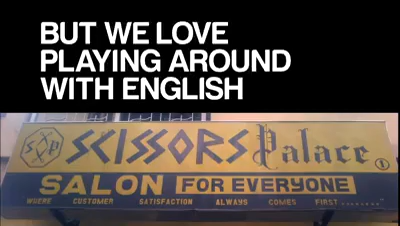 BUT WE LOVE
PLAYING AROUND
WITH ENGLISH
S P
SCISSORS Palace
SALON FOR EVERYONE
WHERE CUSTOMER SATISFACTION ALWAYS COMES FIRST........